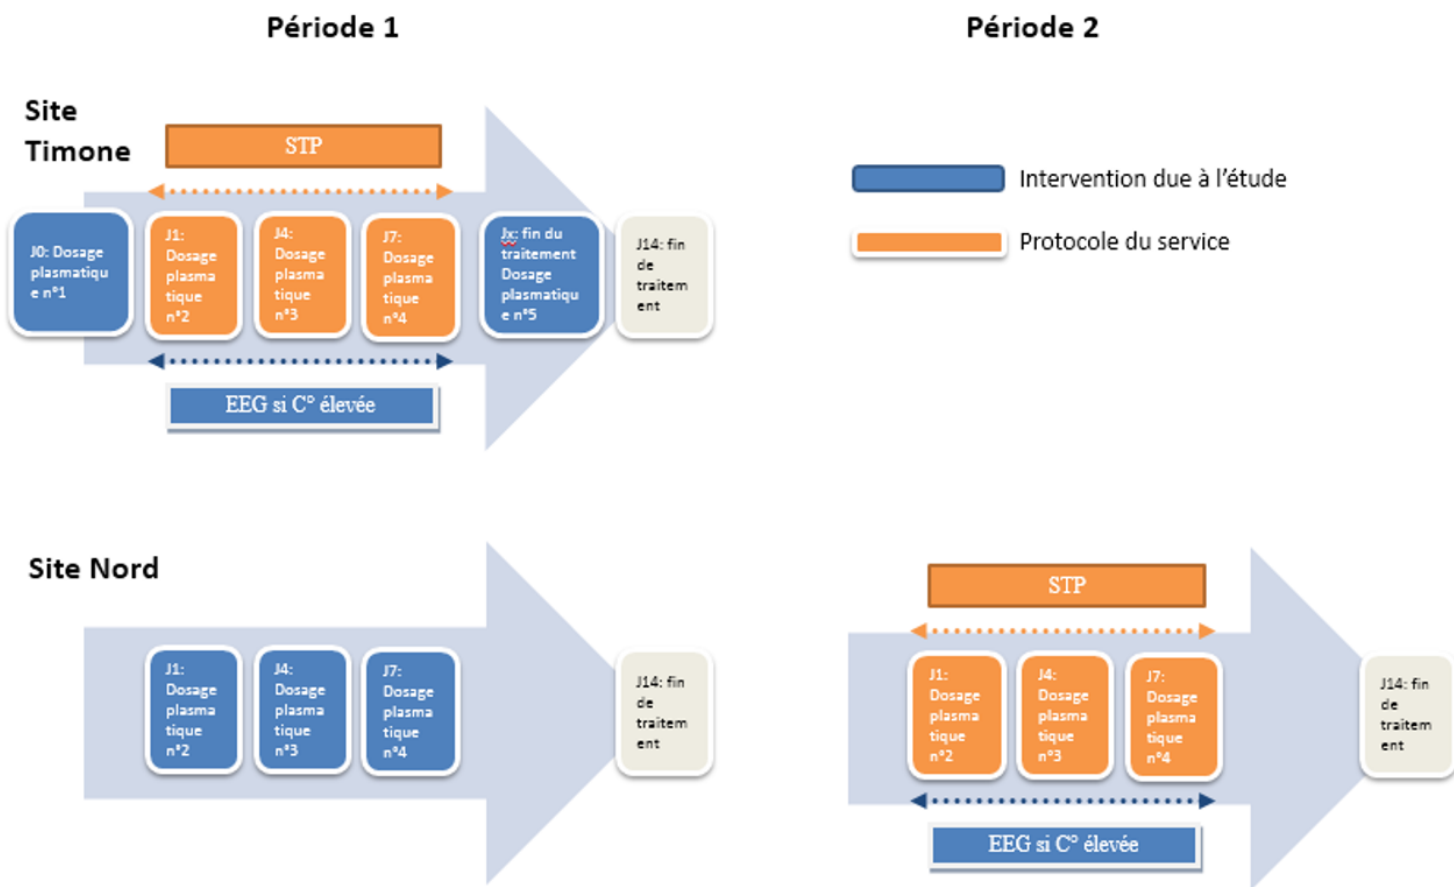 Période 1
Période 2
Site
Timone
STP
J0: Dosage
plasmatiqu
e n°1
J1:
Dosage
plasma
tique
n°2
J4:
Dosage
plasma
tique
n°3
J7:
Dosage
plasma
tique
n°4
Jx: fin du
traitement
Dosage
plasmatiqu
e n°5
J14: fin
de
traitem
ent
EEG si C° élevée
Intervention due à l’étude
Protocole du service
Site Nord
J1:
Dosage
plasma
tique
n°2
J4:
Dosage
plasma
tique
n°3
J7:
Dosage
plasma
tique
n°4
J14: fin
de
traitem
ent
STP
J1:
Dosage
plasma
tique
n°2
J4:
Dosage
plasma
tique
n°3
J7:
Dosage
plasma
tique
n°4
J14: fin
de
traitem
ent
EEG si C° élevée